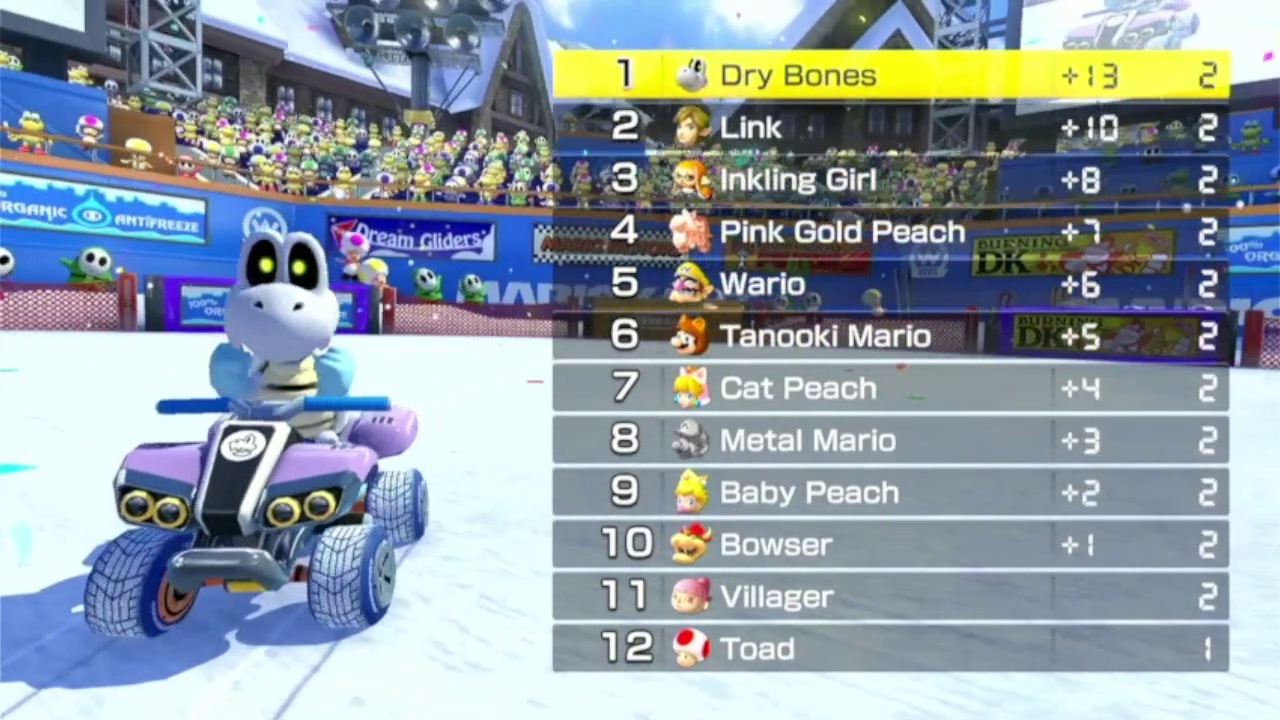 1 Dry Bones +13 2
2 Link +10 2
3 Inkling Girl +8 2
4 Pink Gold Peach +7 2
5 Wario +6 2
6 Tanooki Mario +5 2
7 Cat Peach +4 2
8 Metal Mario +3 2
9 Baby Peach +2 2
10 Bowser +1 2
11 Villager 2
12 Toad 1
ORGANIC ANTIFREEZE
Dream Gliders
BURNING
DK
100%
BURNING
DK